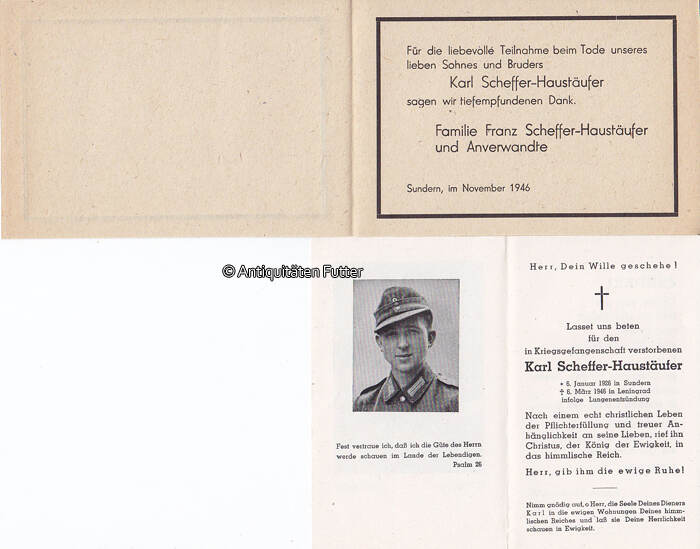 Für die liebevolle Teilnahme beim Tode unseres
lieben Sohnes und Bruders
Karl Scheffer-Haustäufer
sagen wir tiefempfundenen Dank.
Familie Franz Scheffer-Haustäufer
und Anverwandte
Sundern, im November 1946
© Antiquitäten Futter
Fest vertraue ich, daß ich die Güte des Herrn
werde schauen im Lande der Lebendigen.
Psalm 26
Herr, Dein Wille geschehe!
Lasset uns beten
für den
in Kriegsgefangenschaft verstorbenen
Karl Scheffer-Haustäufer
* 6. Januar 1926 in Sundern
† 6. März 1946 in Leningrad
infolge Lungenentzündung
Nach einem echt christlichen Leben
der Pflichterfüllung und treuer An-
hänglichkeit an seine Lieben, rief ihn
Christus, der König der Ewigkeit, in
das himmlische Reich.
Herr, gib ihm die ewige Ruhe!
Nimm gnädig auf, o Herr, die Seele Deines Dieners
Karl in die ewigen Wohnungen Deines himm-
lischen Reiches und laß sie Deine Herrlichkeit
schauen in Ewigkeit.